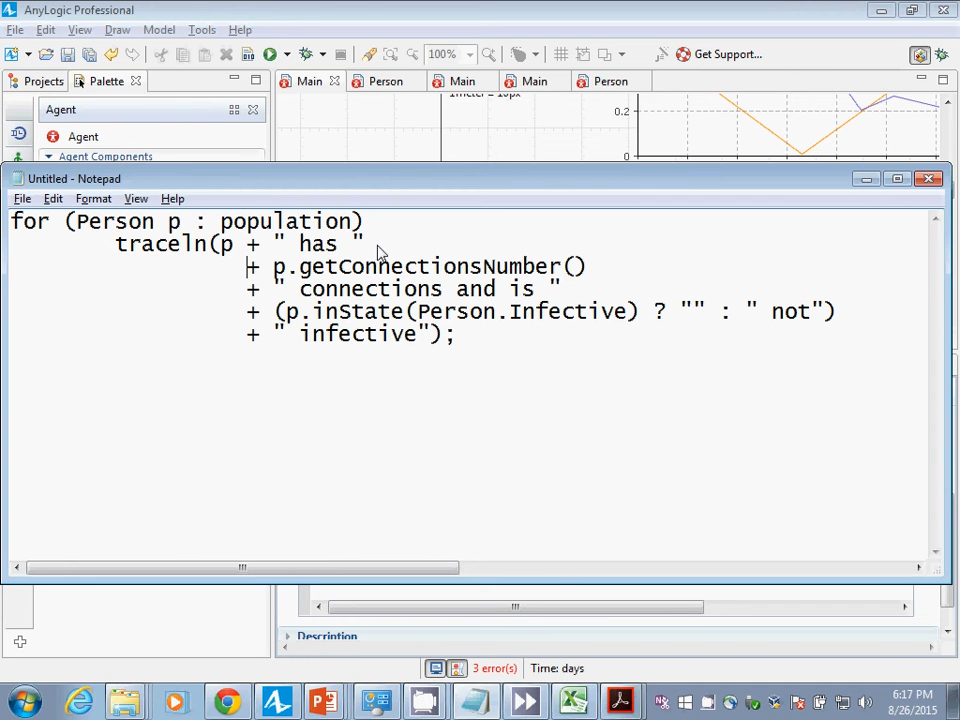 AnyLogic Professional
File Edit View Draw Model Tools Help
100% Get Support...
Projects Palette Main Person Main Main Person
Agent
Agent
Agent Components
0.2
0
Untitled - Notepad
File Edit Format View Help
for (Person p : population)
traceln(p + " has "
+ p.getConnectionsNumber()
+ " connections and is "
+ (p.inState(Person.Infective) ? "" : " not")
+ " infective");
Description
3 error(s) Time: days
6:17 PM
8/26/2015